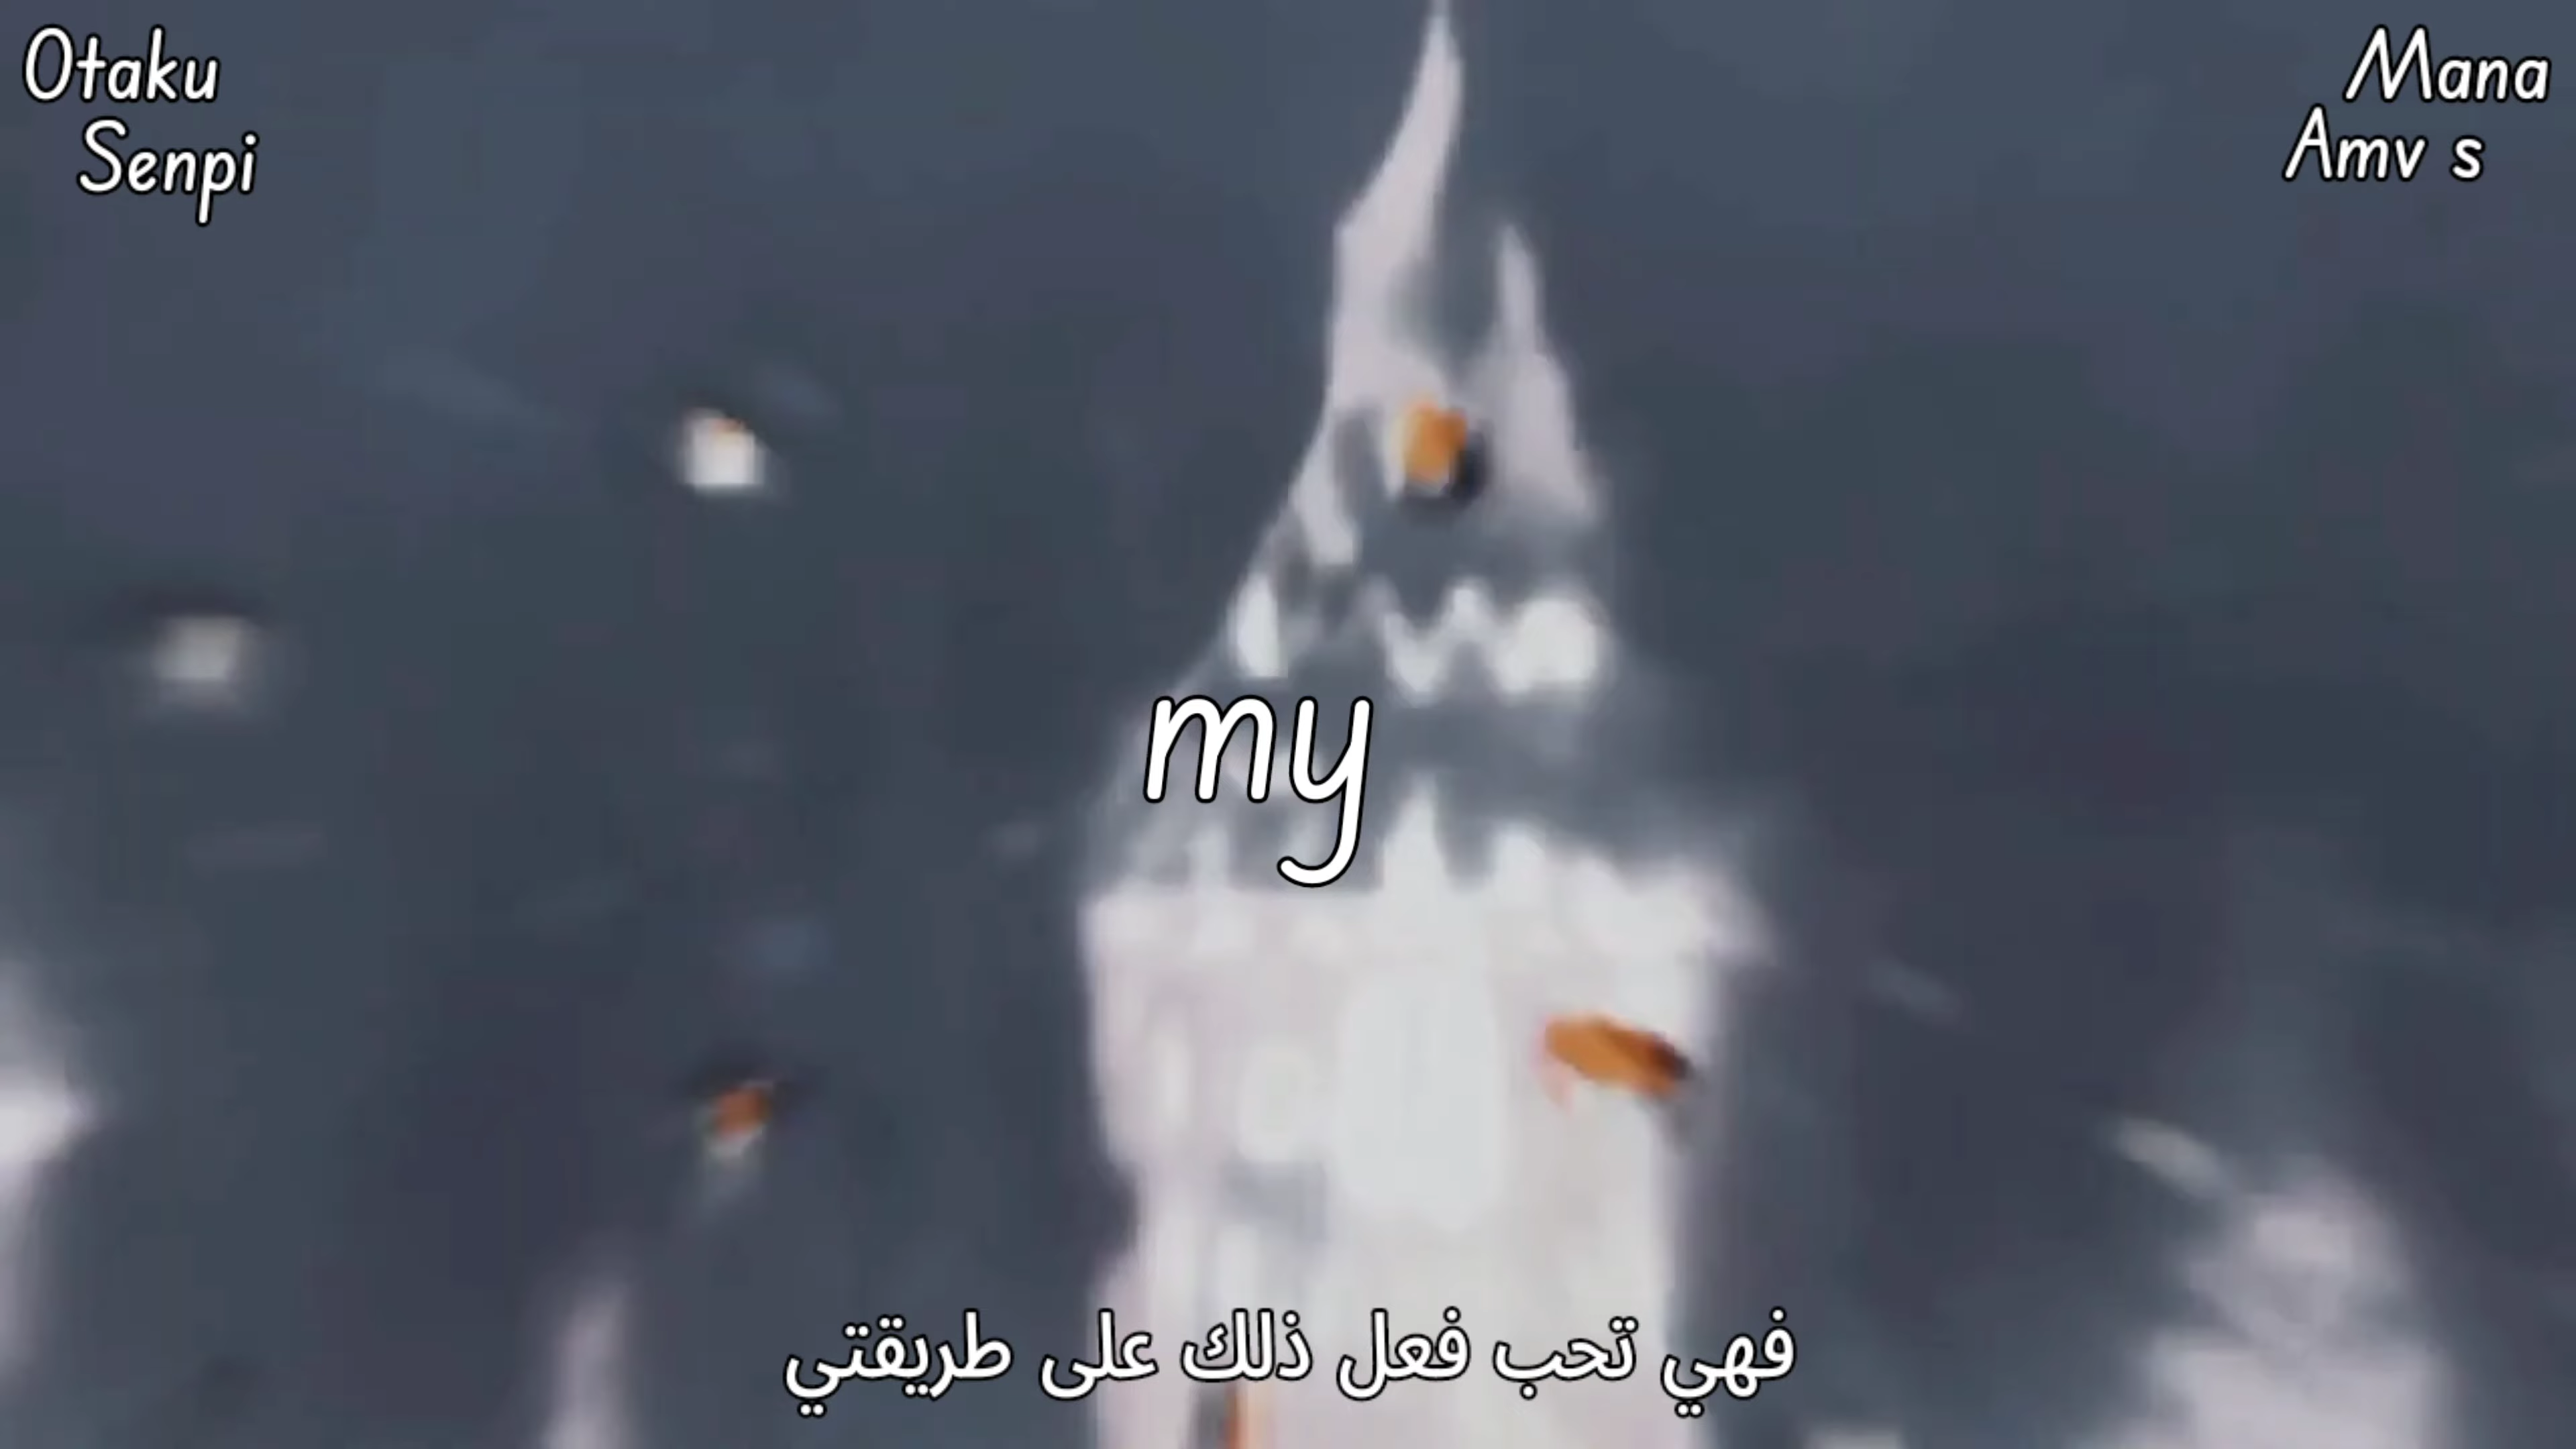 Otaku
Senpi
Mana
Amv s
my
فهي تحب فعل ذلك على طريقتي